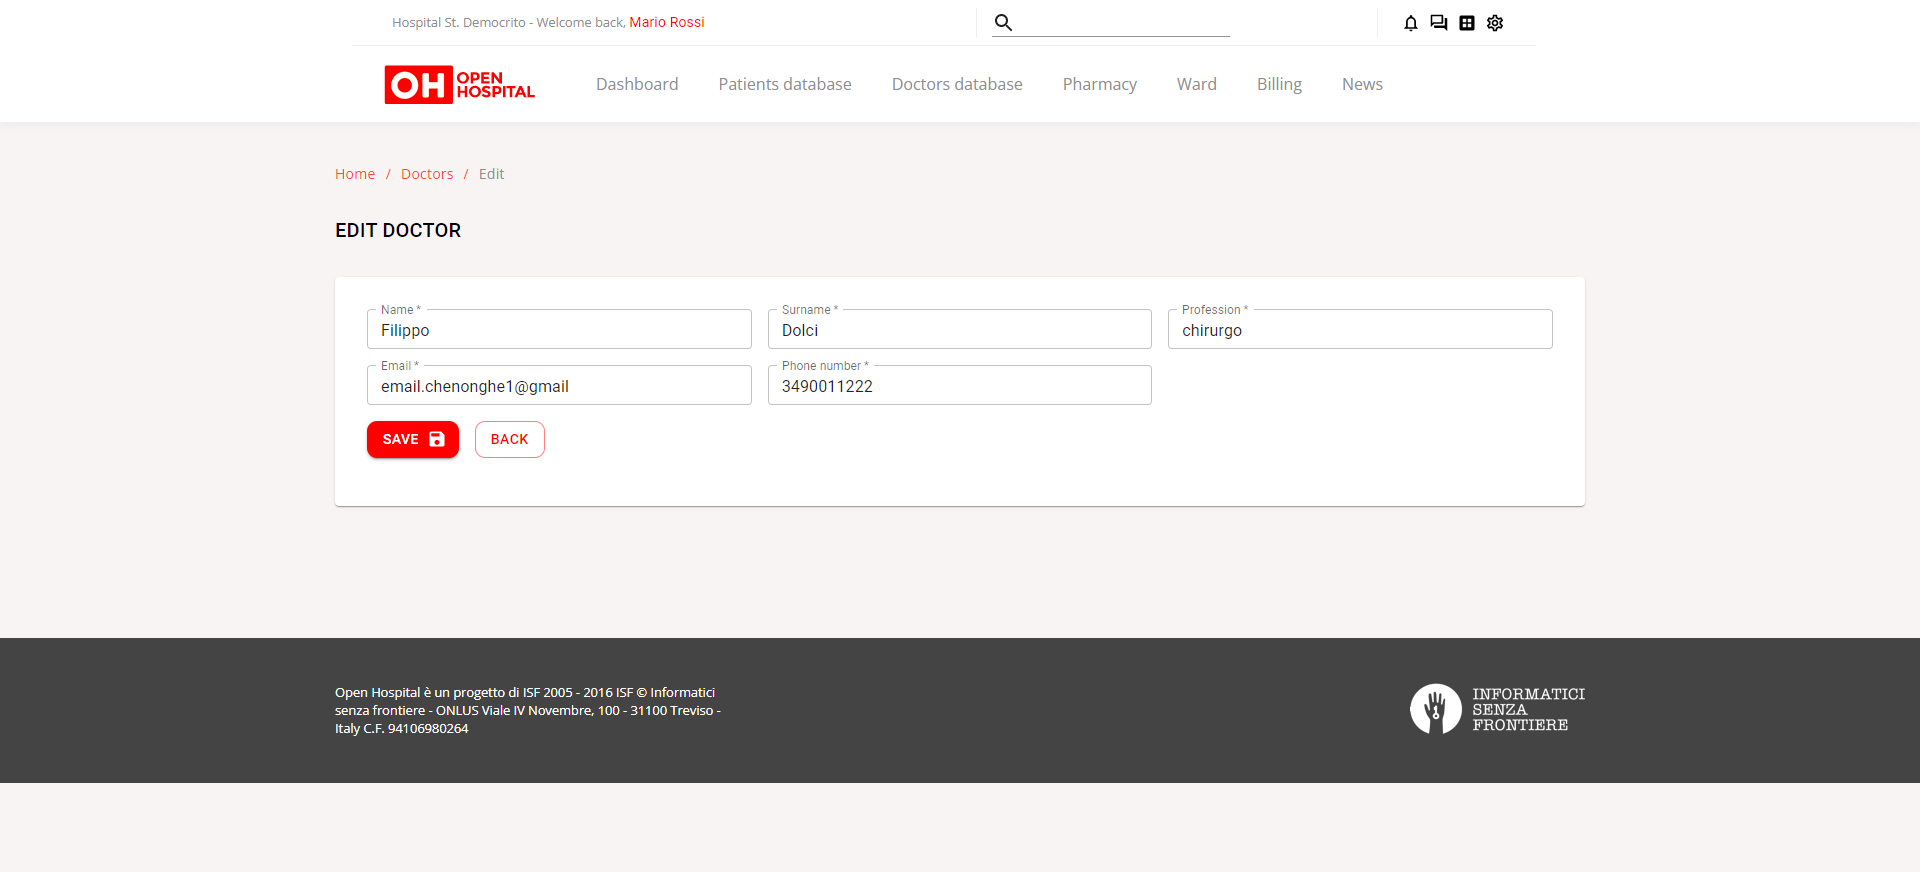 Hospital St. Democrito - Welcome back, Mario Rossi
OH OPEN HOSPITAL
Dashboard Patients database Doctors database Pharmacy Ward Billing News
Home / Doctors / Edit
EDIT DOCTOR
Name * Surname * Profession *
Filippo Dolci chirurgo
Email * Phone number *
email.chenonghe1@gmail 3490011222
SAVE BACK
Open Hospital è un progetto di ISF 2005 - 2016 ISF © Informatici
senza frontiere - ONLUS Viale IV Novembre, 100 - 31100 Treviso -
Italy C.F. 94106980264
INFORMATICI
SENZA
FRONTIERE